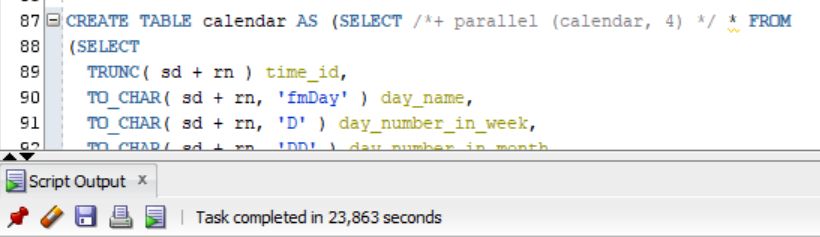 87 CREATE TABLE calendar AS (SELECT /*+ parallel (calendar, 4) */ * FROM
88 (SELECT
89 TRUNC( sd + rn ) time_id,
90 TO_CHAR( sd + rn, 'fmDay' ) day_name,
91 TO_CHAR( sd + rn, 'D' ) day_number_in_week,
92 TO_CHAR( sd + rn, 'DD' ) day_number_in_month
Script Output x
Task completed in 23,863 seconds